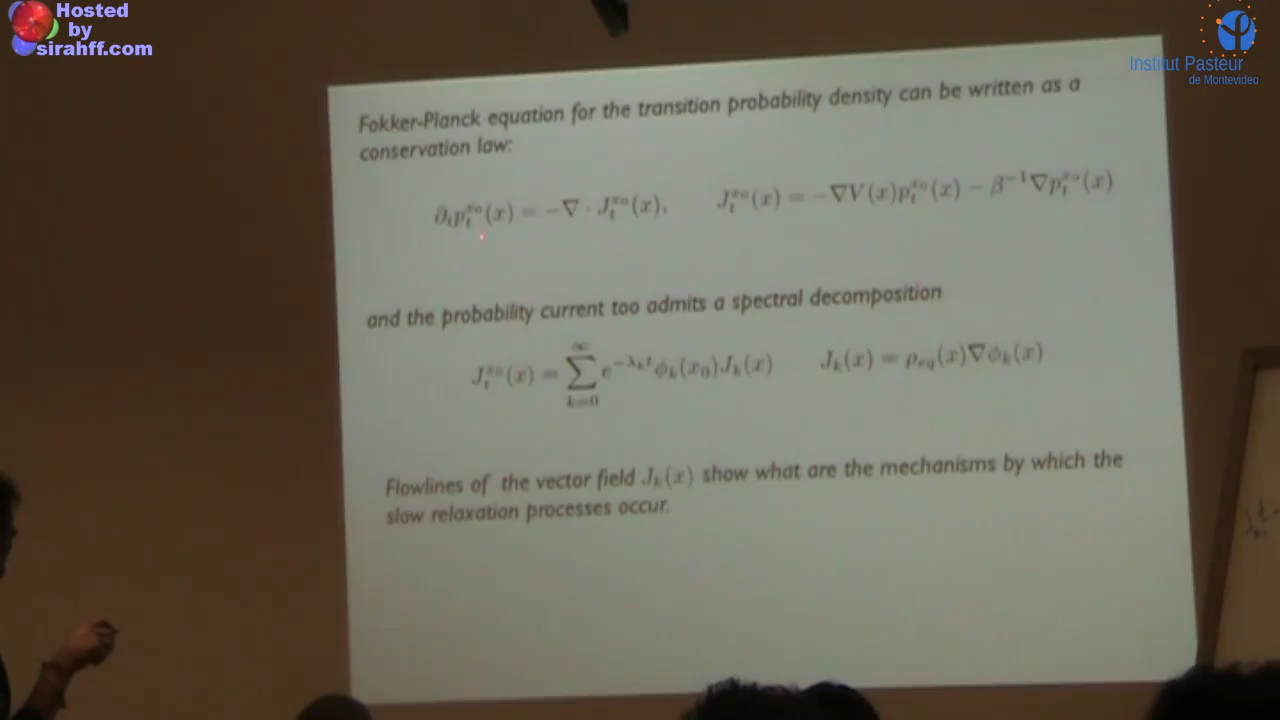 Hosted
by
sirahff.com
Institut Pasteur
de Montevideo
Fokker-Planck equation for the transition probability density can be written as a
conservation law:
∂ₜpₜ^{x₀}(x) = −∇ · Jₜ^{x₀}(x), Jₜ^{x₀}(x) = −∇V(x)pₜ^{x₀}(x) − β⁻¹∇pₜ^{x₀}(x)
and the probability current too admits a spectral decomposition
Jₜ^{x₀}(x) = ∑_{k=0}^{∞} e^{−λₖt}ϕₖ(x₀)Jₖ(x) Jₖ(x) = ρ_{eq}(x)∇ϕₖ(x)
Flowlines of the vector field Jₖ(x) show what are the mechanisms by which the
slow relaxation processes occur.